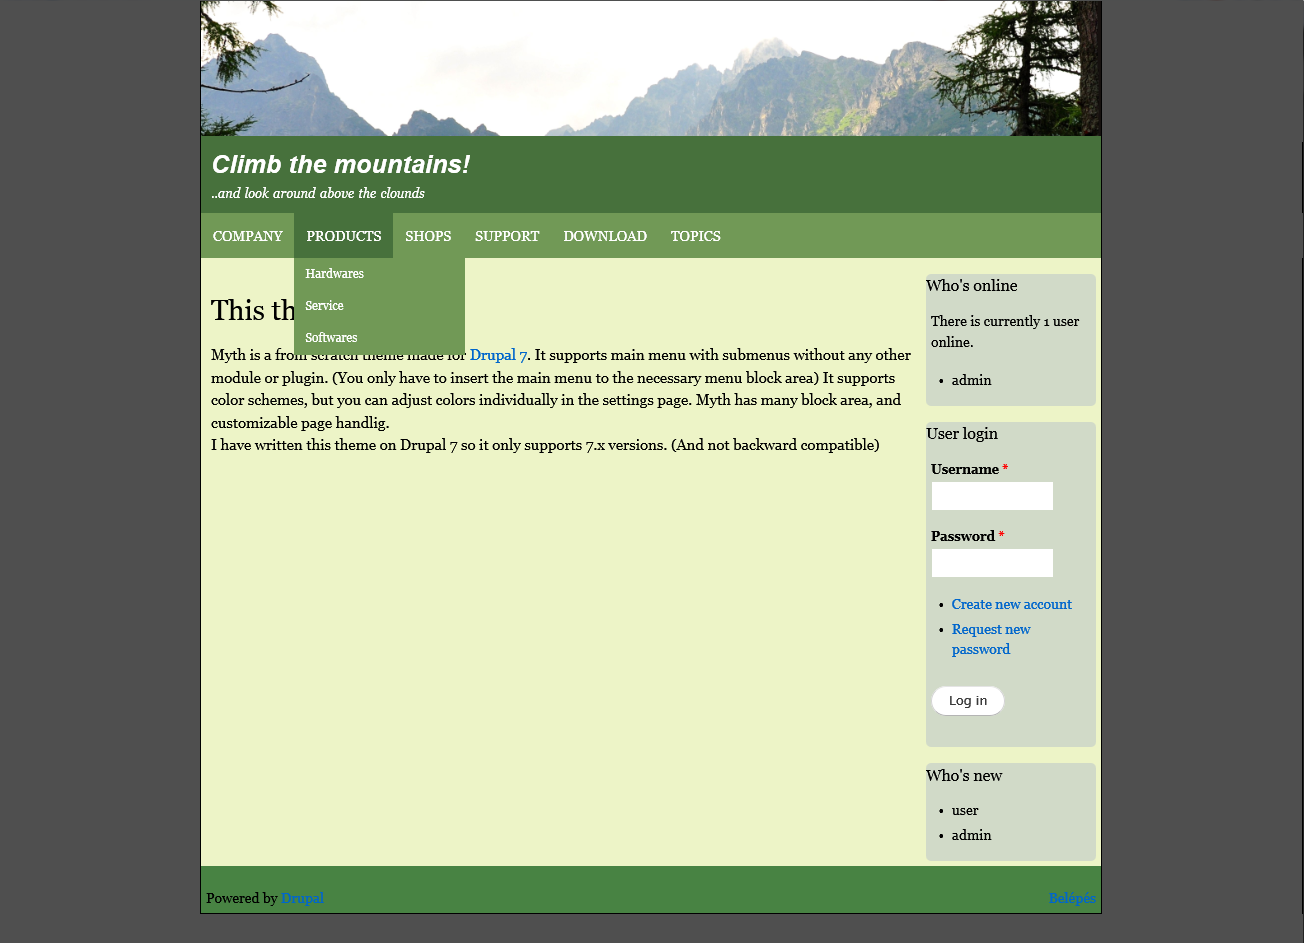 Climb the mountains!
..and look around above the clounds
COMPANY PRODUCTS SHOPS SUPPORT DOWNLOAD TOPICS
Hardwares
Service
Softwares
This th
Myth is a from scratch theme made for Drupal 7. It supports main menu with submenus without any other
module or plugin. (You only have to insert the main menu to the necessary menu block area) It supports
color schemes, but you can adjust colors individually in the settings page. Myth has many block area, and
customizable page handlig.
I have written this theme on Drupal 7 so it only supports 7.x versions. (And not backward compatible)
Who's online
There is currently 1 user
online.
• admin
User login
Username *
Password *
• Create new account
• Request new
password
Log in
Who's new
• user
• admin
Powered by Drupal
Belépés